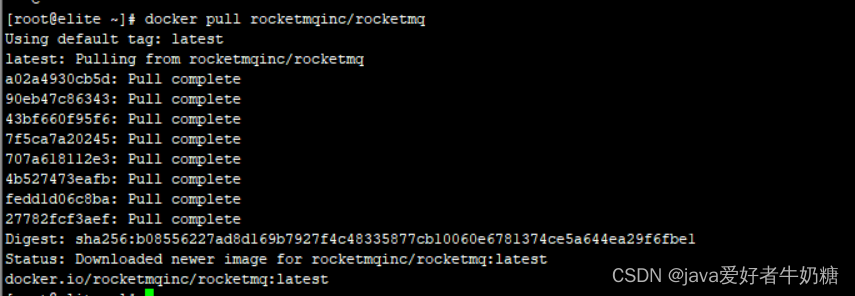 [root@elite ~]# docker pull rocketmqinc/rocketmq
Using default tag: latest
latest: Pulling from rocketmqinc/rocketmq
a02a4930cb5d: Pull complete
90eb47c86343: Pull complete
43bf660f95f6: Pull complete
7f5ca7a20245: Pull complete
707a618112e3: Pull complete
4b527473eafb: Pull complete
fedd1d06c8ba: Pull complete
27782fcf3aef: Pull complete
Digest: sha256:b08556227ad8d169b7927f4c48335877cb10060e6781374ce5a644ea29f6fbe1
Status: Downloaded newer image for rocketmqinc/rocketmq:latest
docker.io/rocketmqinc/rocketmq:latest
CSDN @java爱好者牛奶糖